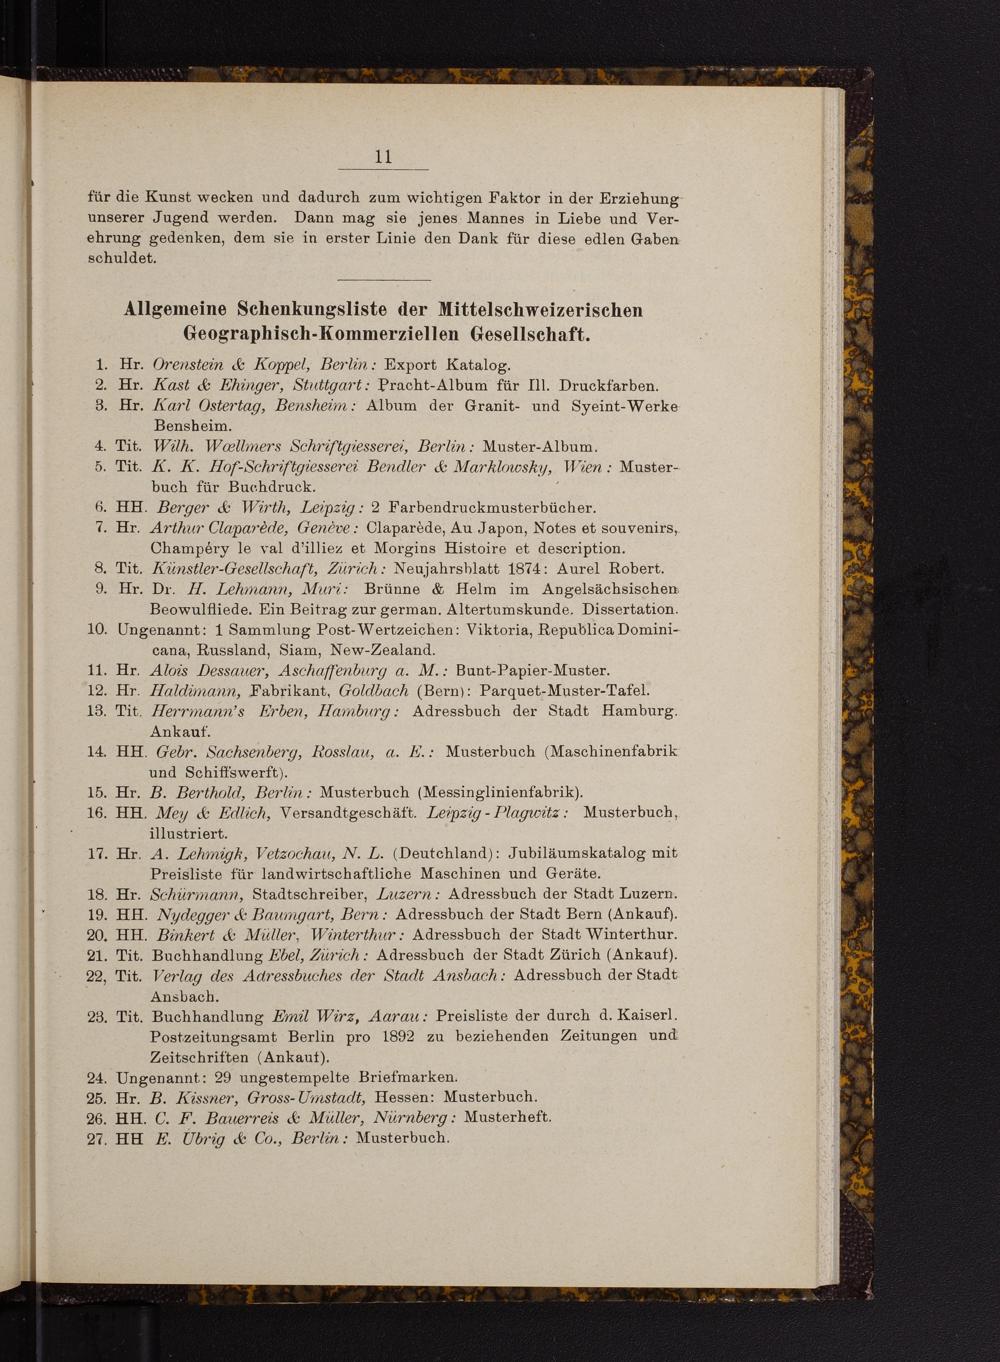 11
für die Kunst wecken und dadurch zum wichtigen Faktor in der Erziehung
unserer Jugend werden. Dann mag sie jenes Mannes in Liebe und Ver-
ehrung gedenken, dem sie in erster Linie den Dank für diese edlen Gaben
schuldet.
Allgemeine Schenkungsliste der Mittelschweizerischen
Geographisch-Kommerziellen Gesellschaft.
1. Hr. Orenstein & Koppel, Berlin: Export Katalog.
2. Hr. Kast & Ehinger, Stuttgart: Pracht-Album für Ill. Druckfarben.
3. Hr. Karl Ostertag, Bensheim: Album der Granit- und Syeint-Werke
Bensheim.
4. Tit. Wilh. Wœllmers Schriftgiesserei, Berlin: Muster-Album.
5. Tit. K. K. Hof-Schriftgiesserei Bendler & Marklowsky, Wien: Muster-
buch für Buchdruck.
6. HH. Berger & Wirth, Leipzig: 2 Farbendruckmusterbücher.
7. Hr. Arthur Claparède, Genève: Claparède, Au Japon, Notes et souvenirs,
Champéry le val d'illiez et Morgins Histoire et description.
8. Tit. Künstler-Gesellschaft, Zürich: Neujahrsblatt 1874: Aurel Robert.
9. Hr. Dr. H. Lehmann, Muri: Brünne & Helm im Angelsächsischen
Beowulfliede. Ein Beitrag zur german. Altertumskunde. Dissertation.
10. Ungenannt: 1 Sammlung Post-Wertzeichen: Viktoria, Republica Domini-
cana, Russland, Siam, New-Zealand.
11. Hr. Alois Dessauer, Aschaffenburg a. M.: Bunt-Papier-Muster.
12. Hr. Haldimann, Fabrikant, Goldbach (Bern): Parquet-Muster-Tafel.
13. Tit. Herrmann's Erben, Hamburg: Adressbuch der Stadt Hamburg.
Ankauf.
14. HH. Gebr. Sachsenberg, Rosslau, a. E.: Musterbuch (Maschinenfabrik
und Schiffswerft).
15. Hr. B. Berthold, Berlin: Musterbuch (Messinglinienfabrik).
16. HH. Mey & Edlich, Versandtgeschäft. Leipzig-Plagwitz: Musterbuch,
illustriert.
17. Hr. A. Lehmigk, Vetzochau, N. L. (Deutchland): Jubiläumskatalog mit
Preisliste für landwirtschaftliche Maschinen und Geräte.
18. Hr. Schürmann, Stadtschreiber, Luzern: Adressbuch der Stadt Luzern.
19. HH. Nydegger & Baumgart, Bern: Adressbuch der Stadt Bern (Ankauf).
20. HH. Binkert & Müller, Winterthur: Adressbuch der Stadt Winterthur.
21. Tit. Buchhandlung Ebel, Zürich: Adressbuch der Stadt Zürich (Ankauf).
22, Tit. Verlag des Adressbuches der Stadt Ansbach: Adressbuch der Stadt
Ansbach.
23. Tit. Buchhandlung Emil Wirz, Aarau: Preisliste der durch d. Kaiserl.
Postzeitungsamt Berlin pro 1892 zu beziehenden Zeitungen und
Zeitschriften (Ankauf).
24. Ungenannt: 29 ungestempelte Briefmarken.
25. Hr. B. Kissner, Gross-Umstadt, Hessen: Musterbuch.
26. HH. C. F. Bauerreis & Müller, Nürnberg: Musterheft.
27. HH E. Übrig & Co., Berlin: Musterbuch.